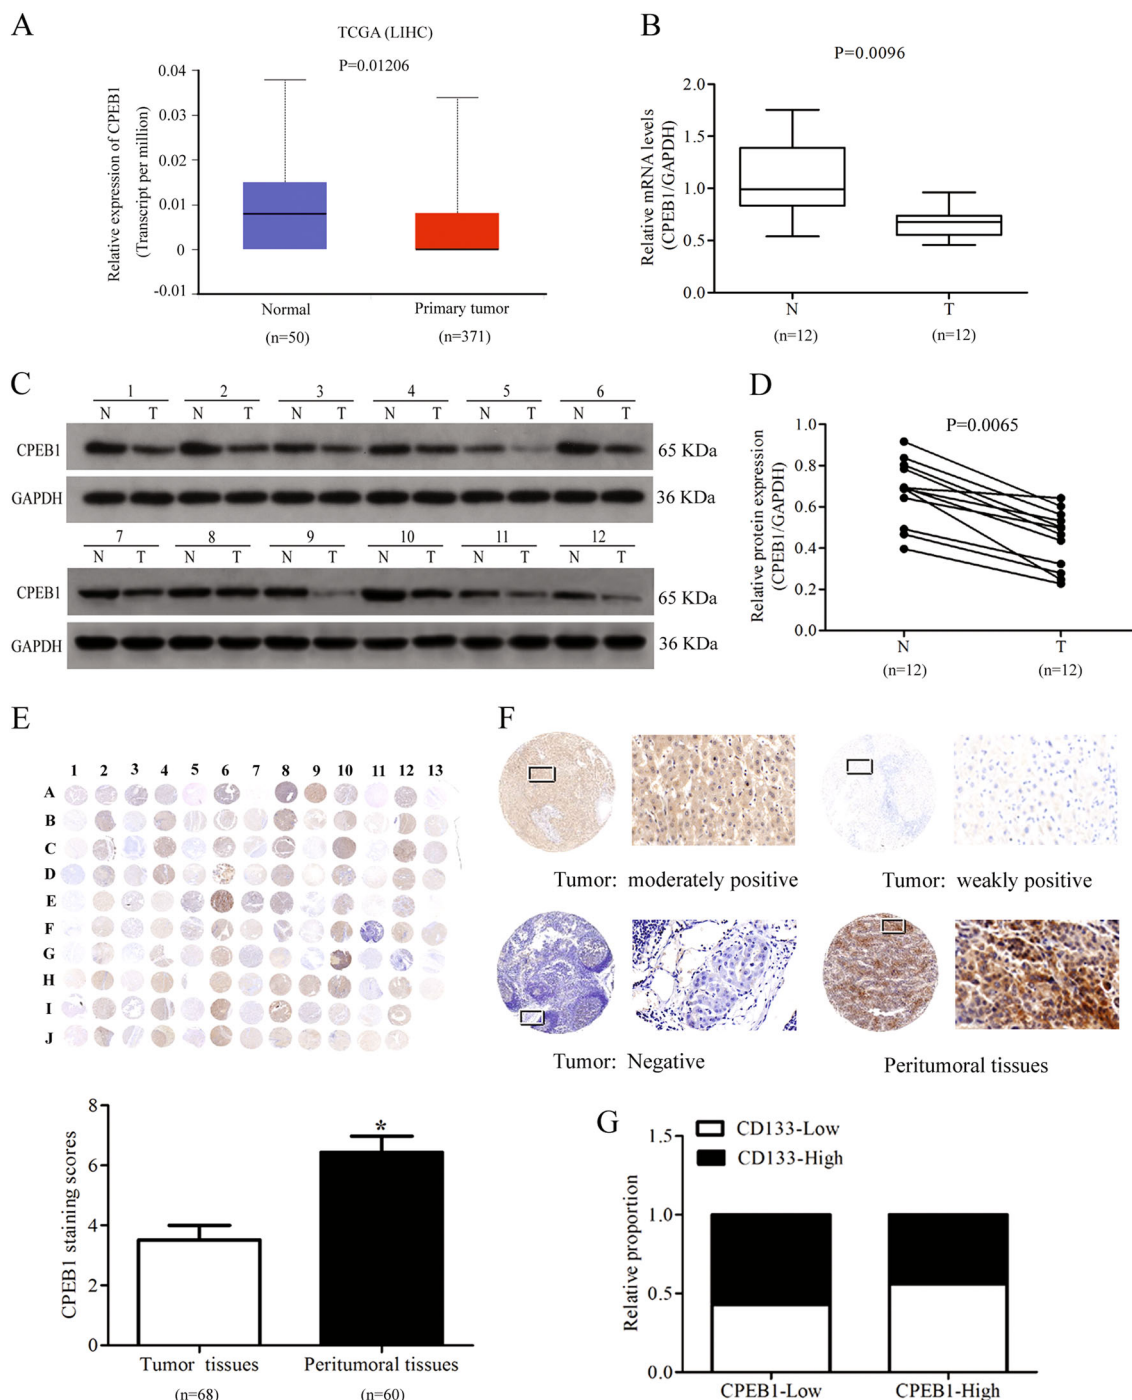 A
TCGA (LIHC)
P=0.01206
Relative expression of CPEB1
(Transcript per million)
0.04
0.03
0.02
0.01
0
-0.01
Normal
Primary tumor
(n=50)
(n=371)
B
P=0.0096
Relative mRNA levels
(CPEB1/GAPDH)
2.0
1.5
1.0
0.5
0.0
N
T
(n=12)
(n=12)
C
1 2 3 4 5 6
N T N T N T N T N T N T
CPEB1
65 KDa
GAPDH
36 KDa
7 8 9 10 11 12
N T N T N T N T N T N T
CPEB1
65 KDa
GAPDH
36 KDa
D
P=0.0065
Relative protein expression
(CPEB1/GAPDH)
1.0
0.8
0.6
0.4
0.2
0.0
N
T
(n=12)
(n=12)
E
1 2 3 4 5 6 7 8 9 10 11 12 13
A
B
C
D
E
F
G
H
I
J
CPEB1 staining scores
8
6
4
2
0
*
Tumor tissues
Peritumoral tissues
(n=68)
(n=60)
F
Tumor: moderately positive
Tumor: weakly positive
Tumor: Negative
Peritumoral tissues
G
CD133-Low
CD133-High
Relative proportion
1.5
1.0
0.5
0.0
CPEB1-Low
CPEB1-High